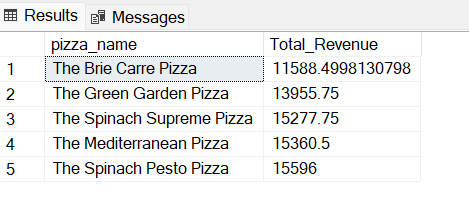 Results Messages
pizza_name Total_Revenue
1 The Brie Carre Pizza 11588.4998130798
2 The Green Garden Pizza 13955.75
3 The Spinach Supreme Pizza 15277.75
4 The Mediterranean Pizza 15360.5
5 The Spinach Pesto Pizza 15596